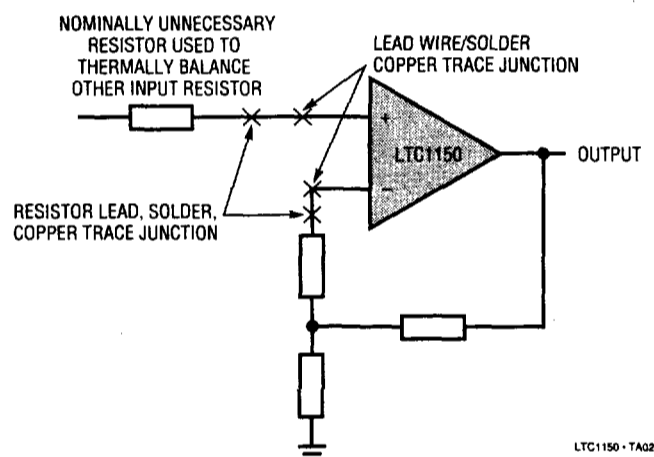 NOMINALLY UNNECESSARY
RESISTOR USED TO
THERMALLY BALANCE
OTHER INPUT RESISTOR
LEAD WIRE/SOLDER
COPPER TRACE JUNCTION
+
LTC1150
−
OUTPUT
RESISTOR LEAD, SOLDER,
COPPER TRACE JUNCTION
LTC1150 • TA02